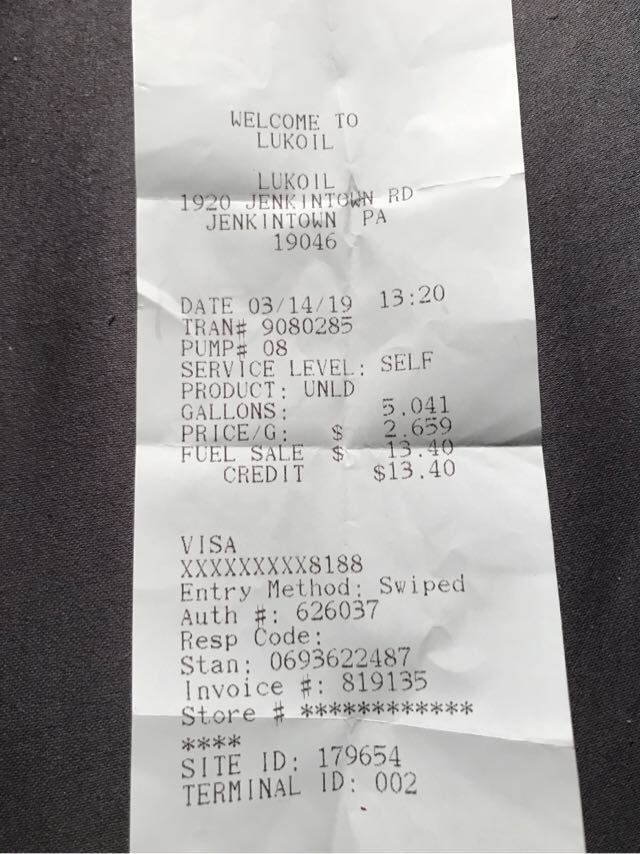 WELCOME TO
LUKOIL
LUKOIL
1920 JENKINTOWN RD
JENKINTOWN PA
19046
DATE 03/14/19 13:20
TRAN# 9080285
PUMP# 08
SERVICE LEVEL: SELF
PRODUCT: UNLD
GALLONS: 5.041
PRICE/G: $ 2.659
FUEL SALE $ 13.40
CREDIT $13.40
VISA
XXXXXXXXX8188
Entry Method: Swiped
Auth #: 626037
Resp Code:
Stan: 0693622487
Invoice #: 819135
Store # ************
****
SITE ID: 179654
TERMINAL ID: 002